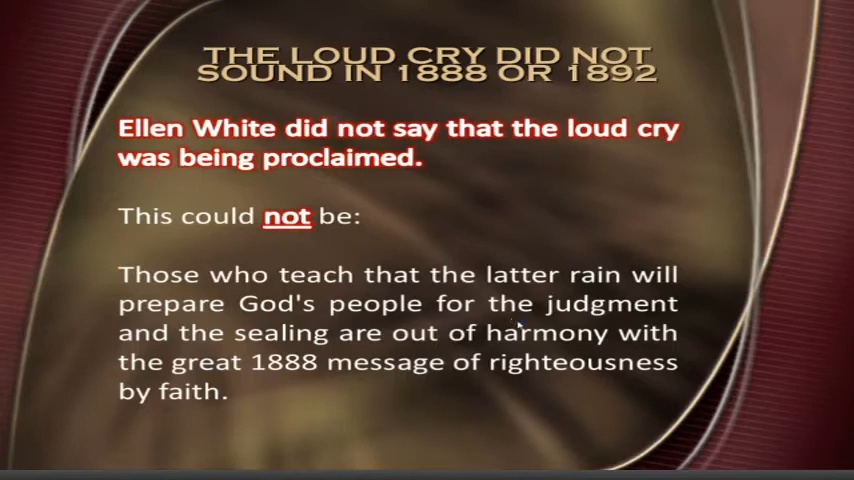 THE LOUD CRY DID NOT
SOUND IN 1888 OR 1892
Ellen White did not say that the loud cry
was being proclaimed.
This could not be:
Those who teach that the latter rain will
prepare God's people for the judgment
and the sealing are out of harmony with
the great 1888 message of righteousness
by faith.